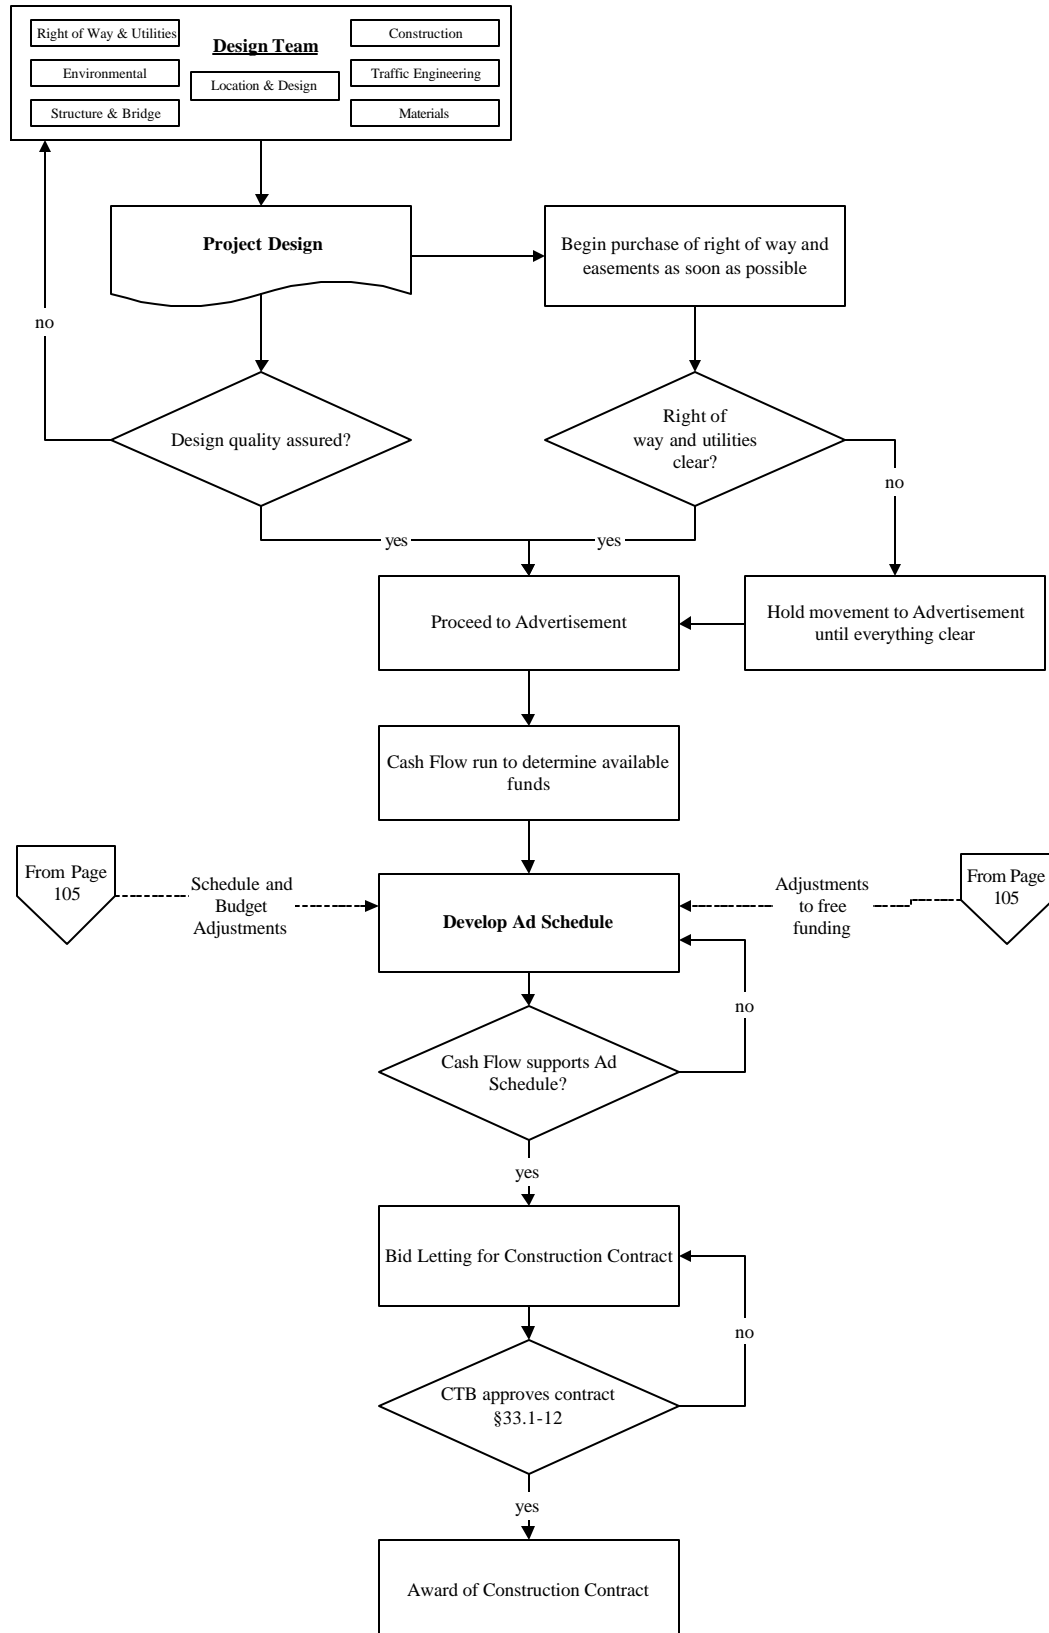 Right of Way & Utilities
Design Team
Construction
Environmental
Location & Design
Traffic Engineering
Structure & Bridge
Materials
Project Design
Begin purchase of right of way and
easements as soon as possible
no
Design quality assured?
Right of
way and utilities
clear?
no
yes
yes
Proceed to Advertisement
Hold movement to Advertisement
until everything clear
Cash Flow run to determine available
funds
From Page
105
Schedule and
Budget
Adjustments
Develop Ad Schedule
Adjustments
to free
funding
From Page
105
no
Cash Flow supports Ad
Schedule?
yes
Bid Letting for Construction Contract
no
CTB approves contract
§33.1-12
yes
Award of Construction Contract